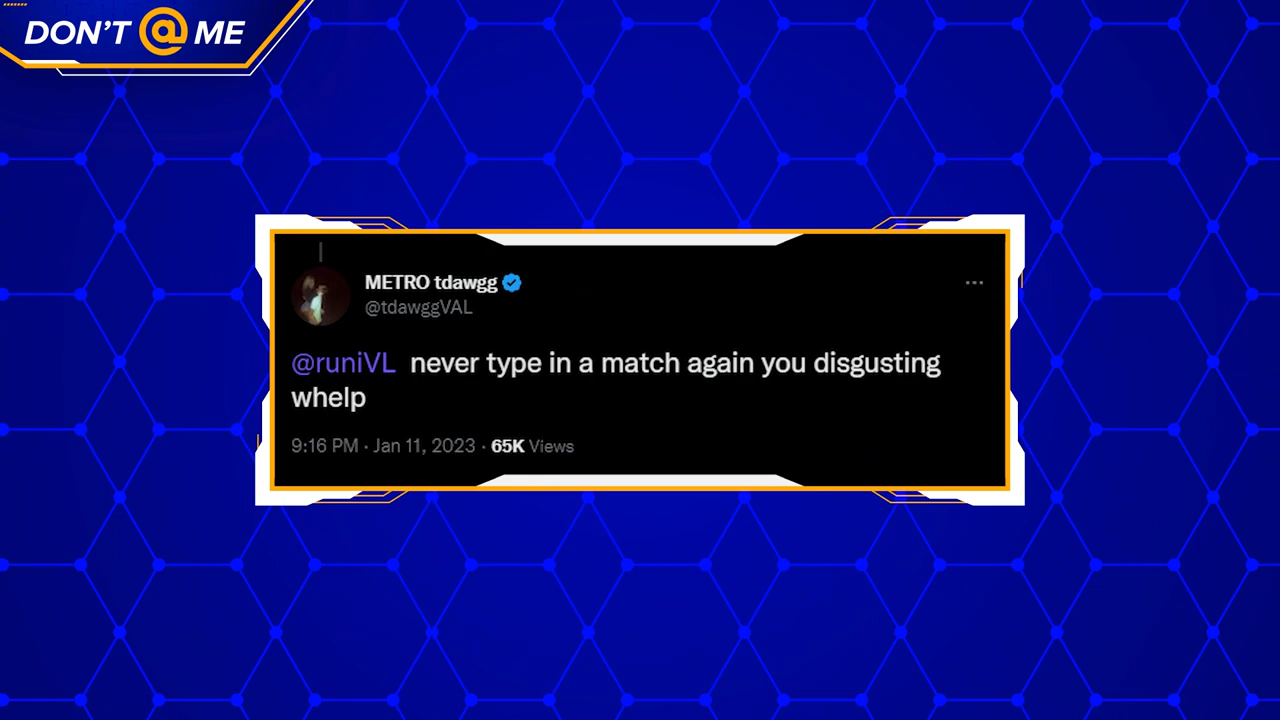 DON'T @ ME
METRO tdawgg
@tdawggVAL
@runiVL never type in a match again you disgusting
whelp
9:16 PM · Jan 11, 2023 · 65K Views